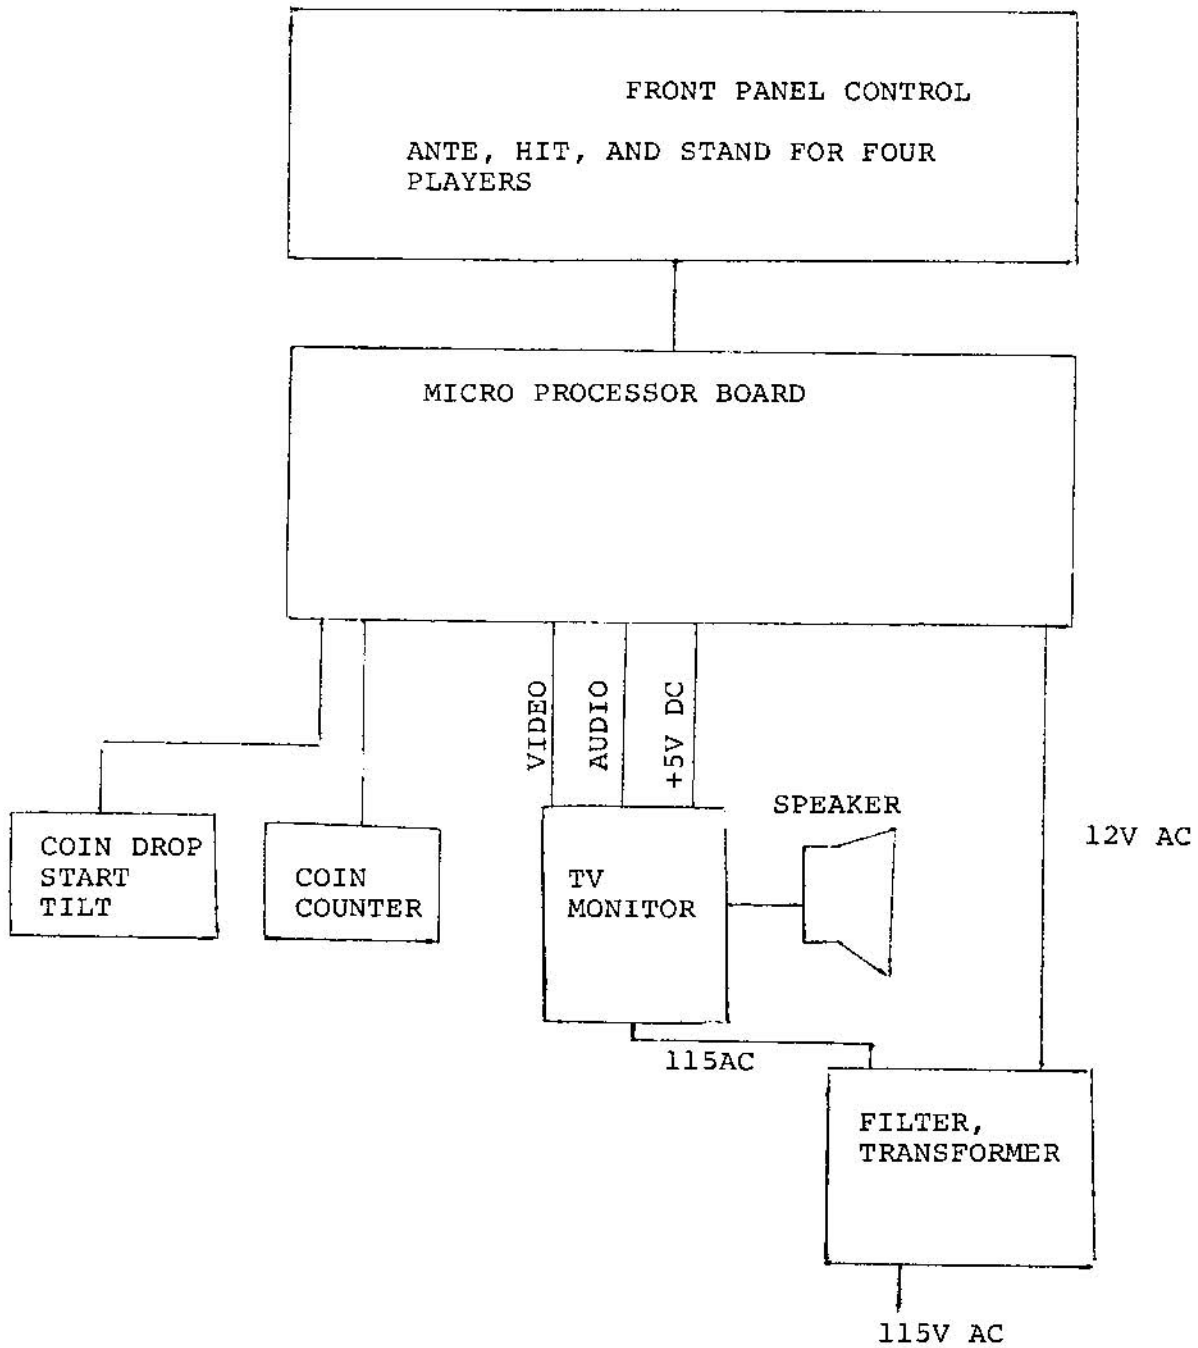 FRONT PANEL CONTROL
ANTE, HIT, AND STAND FOR FOUR
PLAYERS
MICRO PROCESSOR BOARD
VIDEO
AUDIO
+5V DC
SPEAKER
12V AC
COIN DROP
START
TILT
COIN
COUNTER
TV
MONITOR
115AC
FILTER,
TRANSFORMER
115V AC